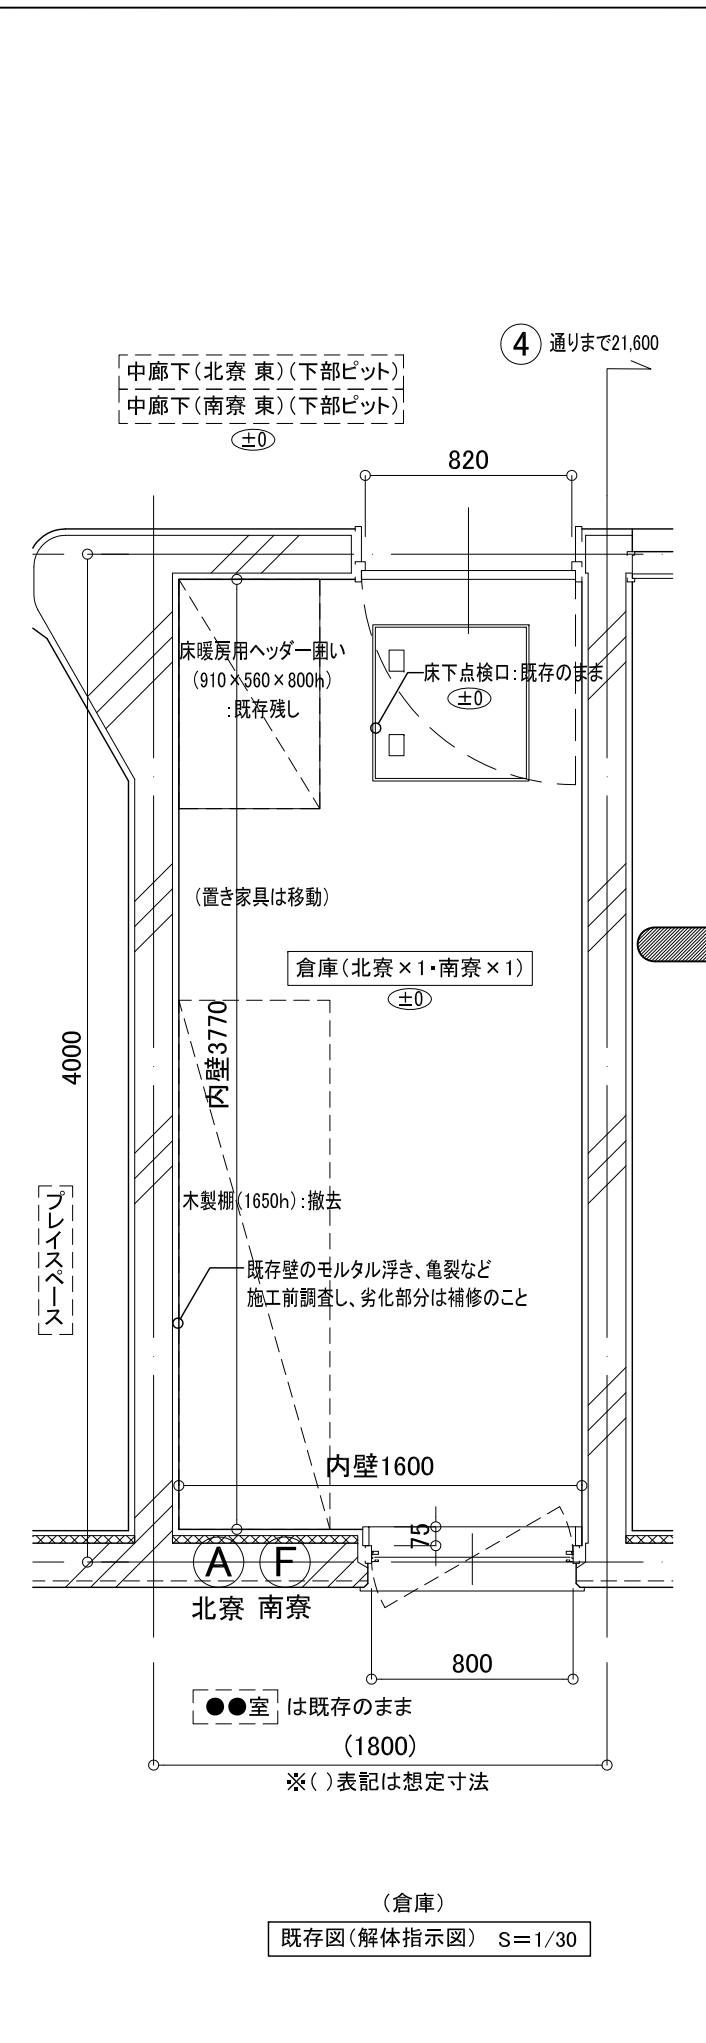 ④ 通りまで21,600
中廊下(北寮 東)(下部ピット)
中廊下(南寮 東)(下部ピット)
±0
820
床暖房用ヘッダー囲い
(910×560×800h)
:既存残し
床下点検口:既存のまま
±0
(置き家具は移動)
倉庫(北寮×1・南寮×1)
±0
内壁3770
4000
プレイスペース
木製棚(1650h):撤去
既存壁のモルタル浮き、亀裂など
施工前調査し、劣化部分は補修のこと
内壁1600
75
A F
北寮 南寮
800
●●室 は既存のまま
(1800)
※( )表記は想定寸法
(倉庫)
既存図(解体指示図) S=1/30